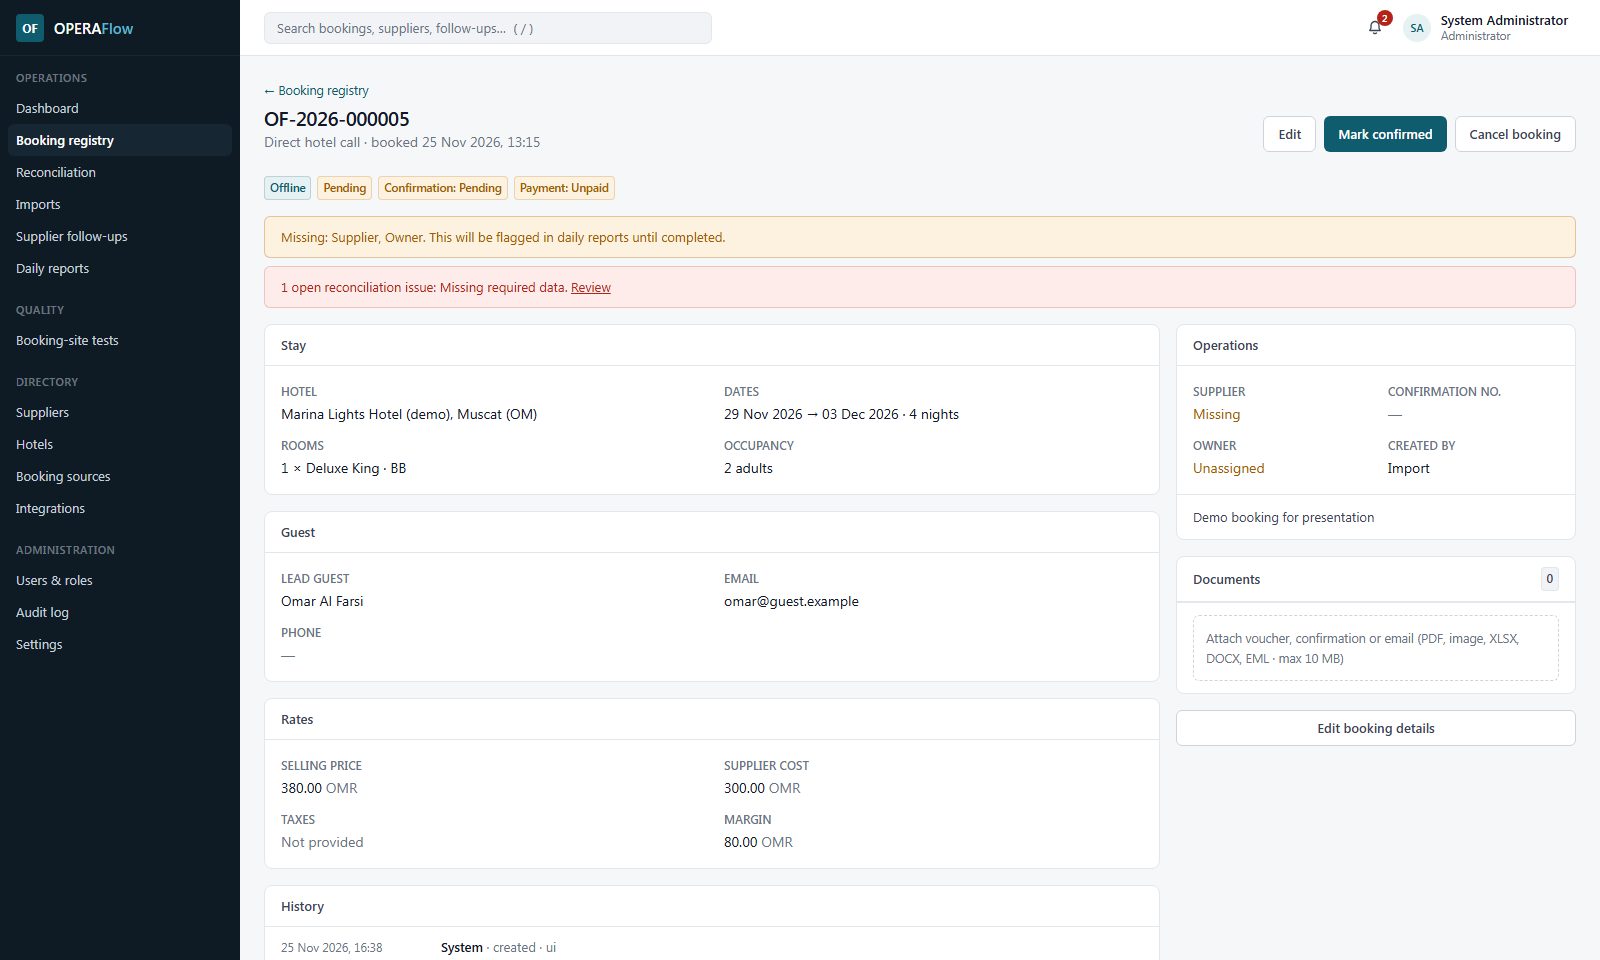 OF OPERAFlow
OPERATIONS
Dashboard
Booking registry
Reconciliation
Imports
Supplier follow-ups
Daily reports
QUALITY
Booking-site tests
DIRECTORY
Suppliers
Hotels
Booking sources
Integrations
ADMINISTRATION
Users & roles
Audit log
Settings
Search bookings, suppliers, follow-ups... ( / )
2
SA
System Administrator
Administrator
← Booking registry
OF-2026-000005
Direct hotel call · booked 25 Nov 2026, 13:15
Edit
Mark confirmed
Cancel booking
Offline
Pending
Confirmation: Pending
Payment: Unpaid
Missing: Supplier, Owner. This will be flagged in daily reports until completed.
1 open reconciliation issue: Missing required data. Review
Stay
HOTEL
Marina Lights Hotel (demo), Muscat (OM)
DATES
29 Nov 2026 → 03 Dec 2026 · 4 nights
ROOMS
1 × Deluxe King · BB
OCCUPANCY
2 adults
Guest
LEAD GUEST
Omar Al Farsi
EMAIL
omar@guest.example
PHONE
—
Rates
SELLING PRICE
380.00 OMR
SUPPLIER COST
300.00 OMR
TAXES
Not provided
MARGIN
80.00 OMR
History
25 Nov 2026, 16:38
System · created · ui
Operations
SUPPLIER
Missing
CONFIRMATION NO.
—
OWNER
Unassigned
CREATED BY
Import
Demo booking for presentation
Documents
0
Attach voucher, confirmation or email (PDF, image, XLSX,
DOCX, EML · max 10 MB)
Edit booking details